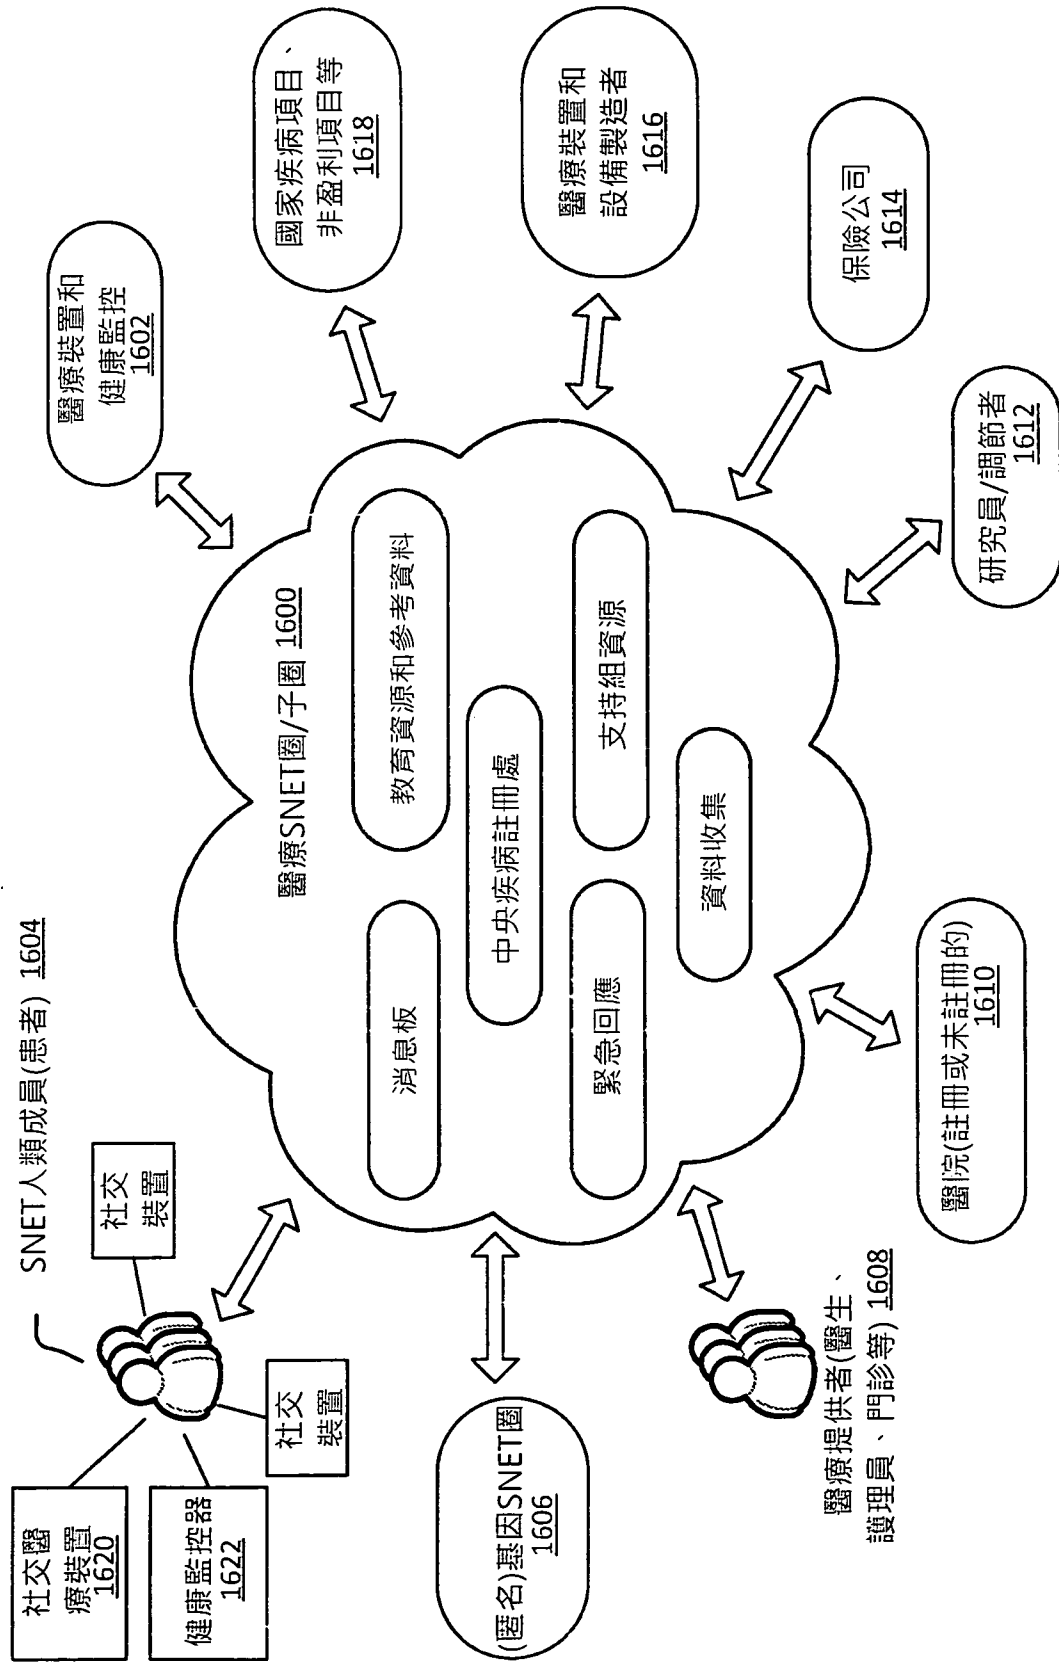 SNET人類成員(患者) 1604
社交醫
療裝置
1620
健康監控器
1622
社交
裝置
社交
裝置
醫療裝置和
健康監控
1602
國家疾病項目、
非盈利項目等
1618
醫療裝置和
設備製造者
1616
保險公司
1614
研究員/調節者
1612
醫院(註冊或未註冊的)
1610
醫療提供者(醫生、
護理員、門診等) 1608
(匿名)基因SNET圈
1606
醫療SNET圈/子圈 1600
消息板
教育資源和參考資料
中央疾病註冊處
緊急回應
支持組資源
資料收集